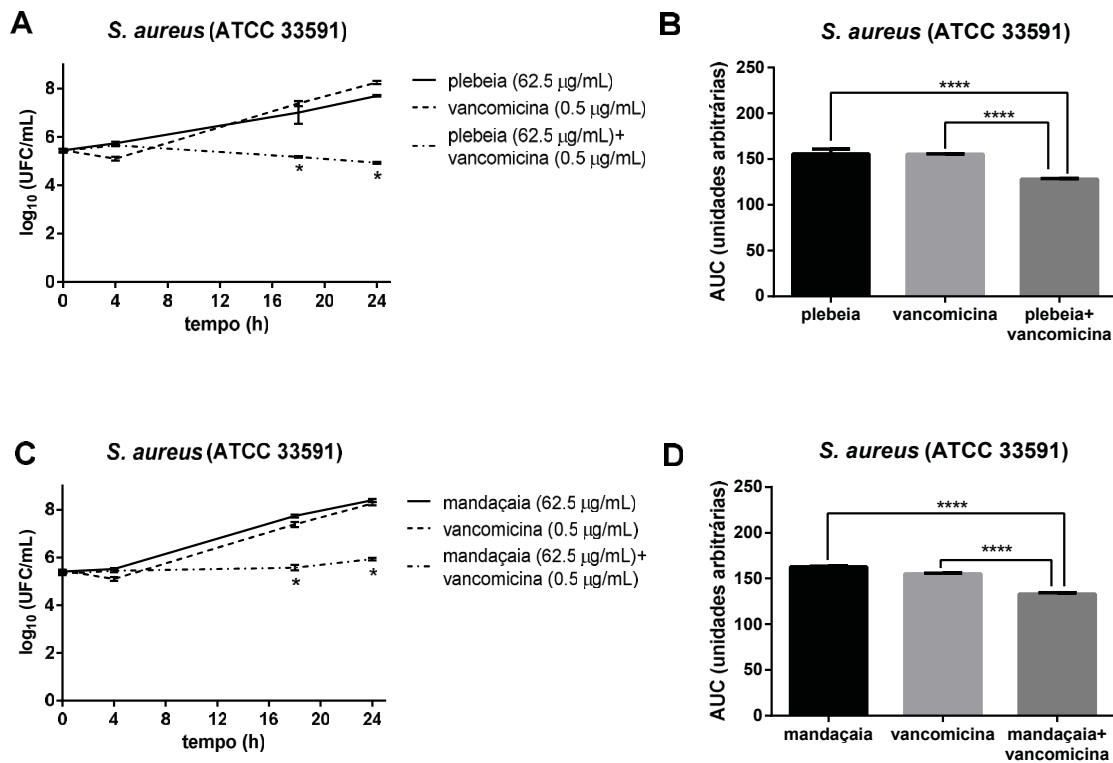 A
S. aureus (ATCC 33591)
log10 (UFC/mL)
8
6
4
2
0
0 4 8 12 16 20 24
tempo (h)
* *
plebeia (62.5 µg/mL)
vancomicina (0.5 µg/mL)
plebeia (62.5 µg/mL)+
vancomicina (0.5 µg/mL)
B
S. aureus (ATCC 33591)
AUC (unidades arbitrárias)
250
200
150
100
50
0
****
****
plebeia vancomicina plebeia+
vancomicina
C
S. aureus (ATCC 33591)
log10 (UFC/mL)
8
6
4
2
0
0 4 8 12 16 20 24
tempo (h)
* *
mandaçaia (62.5 µg/mL)
vancomicina (0.5 µg/mL)
mandaçaia (62.5 µg/mL)+
vancomicina (0.5 µg/mL)
D
S. aureus (ATCC 33591)
AUC (unidades arbitrárias)
250
200
150
100
50
0
****
****
mandaçaia vancomicina mandaçaia+
vancomicina